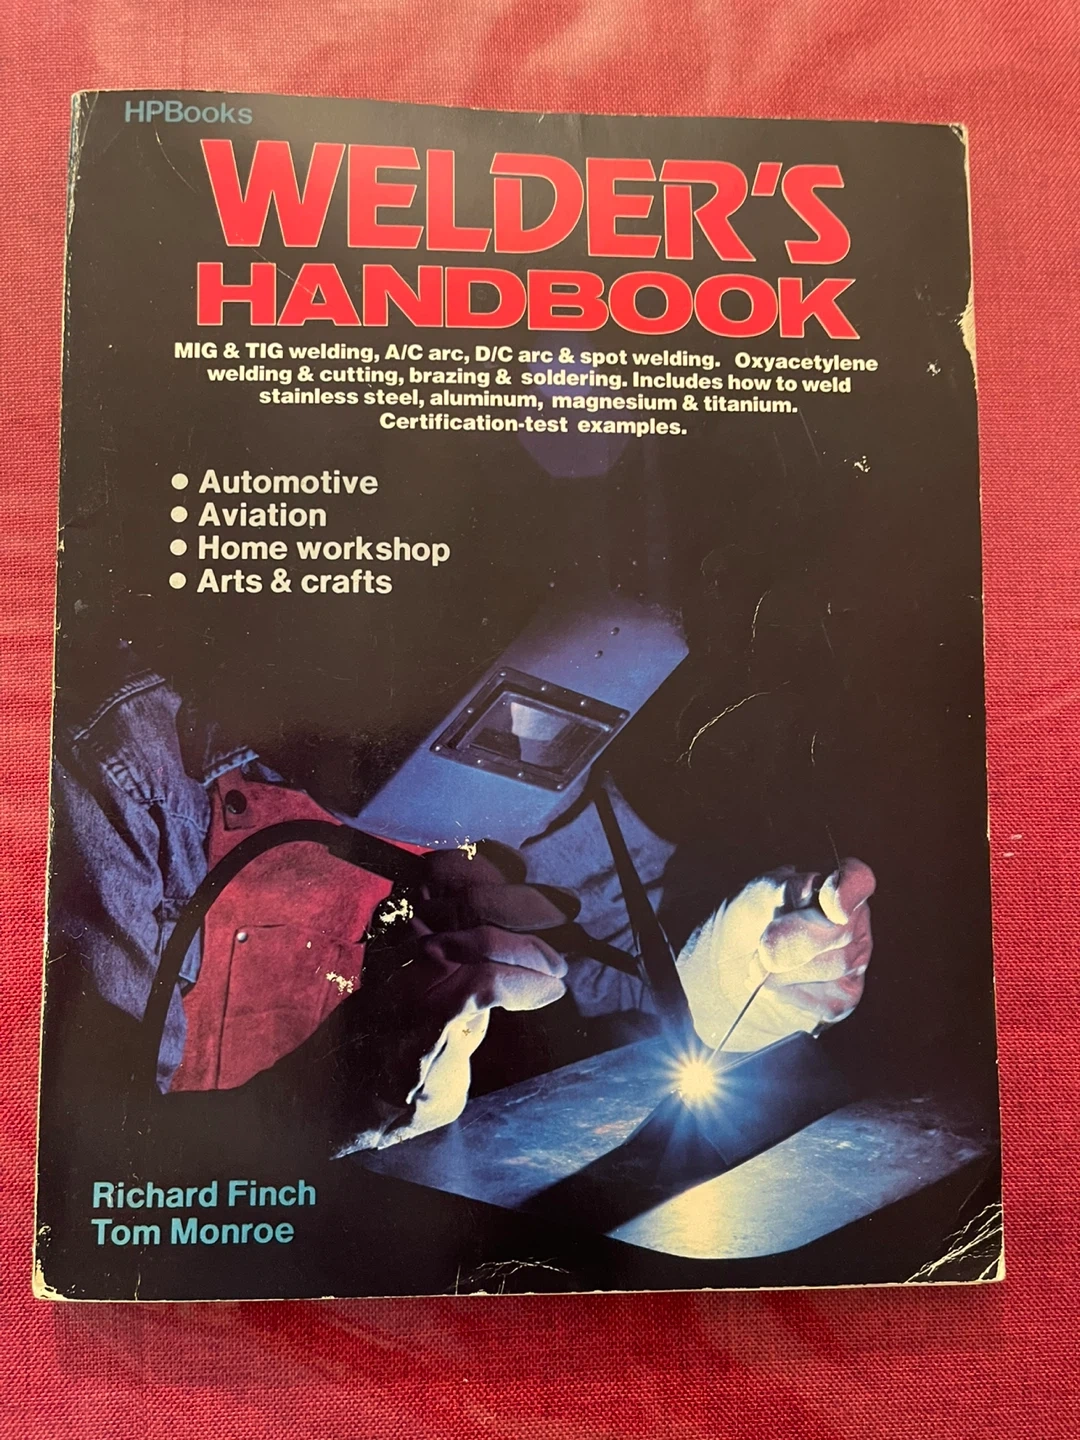 HPBooks
WELDER'S
HANDBOOK
MIG & TIG welding, A/C arc, D/C arc & spot welding. Oxyacetylene
welding & cutting, brazing & soldering. Includes how to weld
stainless steel, aluminum, magnesium & titanium.
Certification-test examples.
• Automotive
• Aviation
• Home workshop
• Arts & crafts
Richard Finch
Tom Monroe